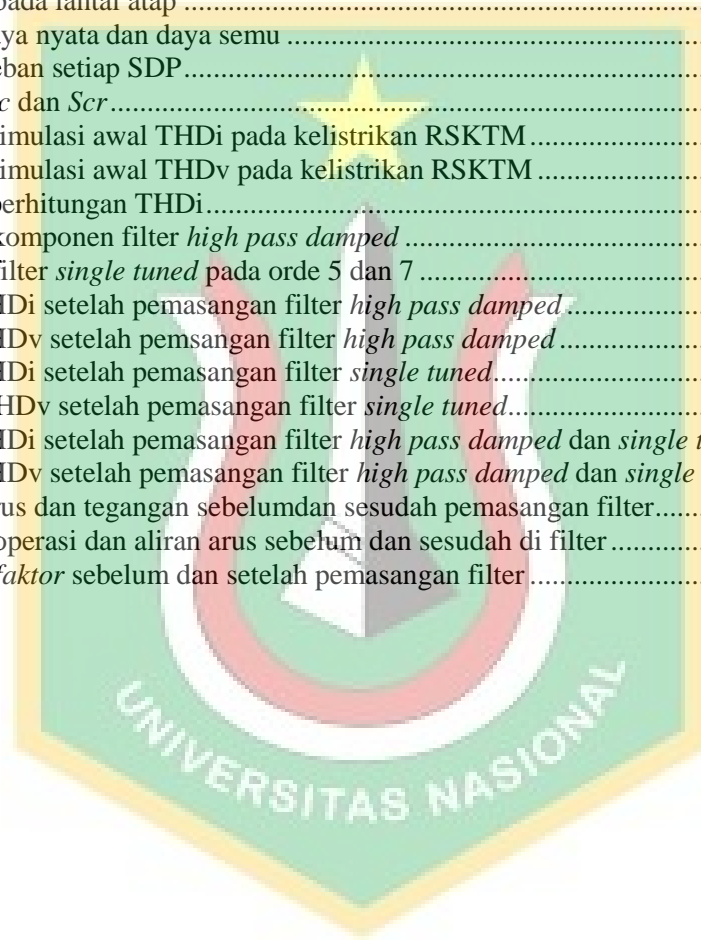 pada lantai atap ........................................................................
ya nyata dan daya semu ........................................................
eban setiap SDP........................................................................
c dan Scr...................................................................................
imulasi awal THDi pada kelistrikan RSKTM..........................
imulasi awal THDv pada kelistrikan RSKTM .........................
perhitungan THDi.....................................................................
komponen filter high pass damped ..........................................
filter single tuned pada orde 5 dan 7 ........................................
HDi setelah pemasangan filter high pass damped ...................
HDv setelah pemsangan filter high pass damped ....................
HDi setelah pemasangan filter single tuned.............................
HDv setelah pemasangan filter single tuned............................
HDi setelah pemasangan filter high pass damped dan single t
HDv setelah pemasangan filter high pass damped dan single
rus dan tegangan sebelumdan sesudah pemasangan filter.......
operasi dan aliran arus sebelum dan sesudah di filter ..............
faktor sebelum dan setelah pemasangan filter .........................
UNIVERSITAS NASIONAL